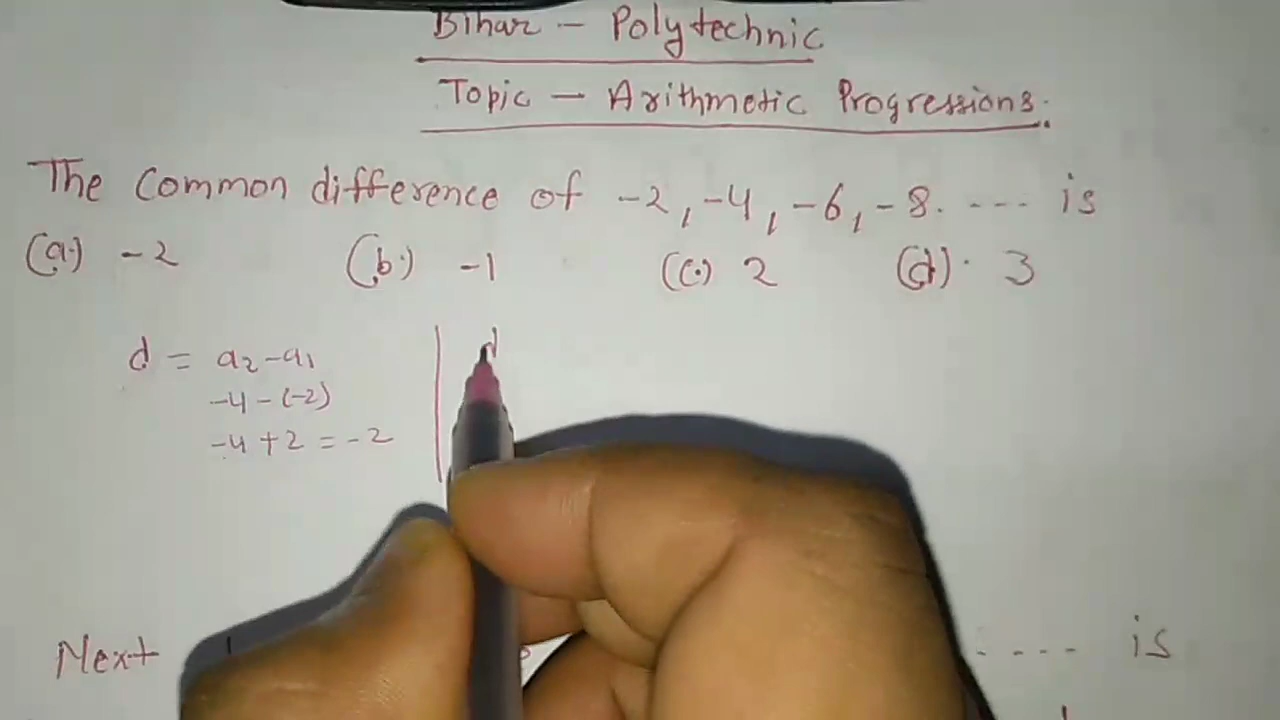 Bihar - Polytechnic
Topic - Arithmetic Progressions.
The common difference of -2, -4, -6, -8. --- is
(a.) -2 (b.) -1 (c.) 2 (d). 3
d = a₂-a₁ d
-4-(-2)
-4+2=-2
Next ---- is